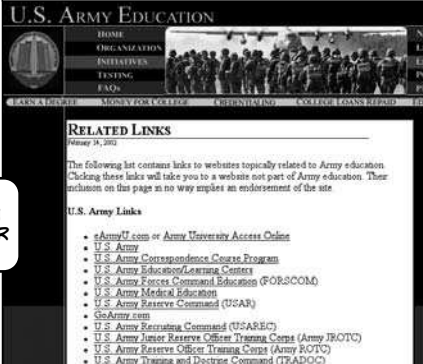 U.S. ARMY EDUCATION
HOME
ORGANIZATION
INITIATIVES
TESTING
FAQS
EARN A DEGREE MONEY FOR COLLEGE CREDENTIALING COLLEGE LOANS REPAID
RELATED LINKS
February 14, 2002
The following list contains links to websites topically related to Army education.
Clicking these links will take you to a website not part of Army education. Their
inclusion on this page in no way implies an endorsement of the site.
U.S. Army Links
eArmyU.com or Army University Access Online
U.S. Army
U.S. Army Correspondence Course Program
U.S. Army Education/Learning Centers
U.S. Army Forces Command Education (FORSCOM)
U.S. Army Medical Education
U.S. Army Reserve Command (USAR)
GoArmy.com
U.S. Army Recruiting Command (USAREC)
U.S. Army Junior Reserve Officer Training Corps (Army JROTC)
U.S. Army Reserve Officer Training Corps (Army ROTC)
U.S. Army Training and Doctrine Command (TRADOC)